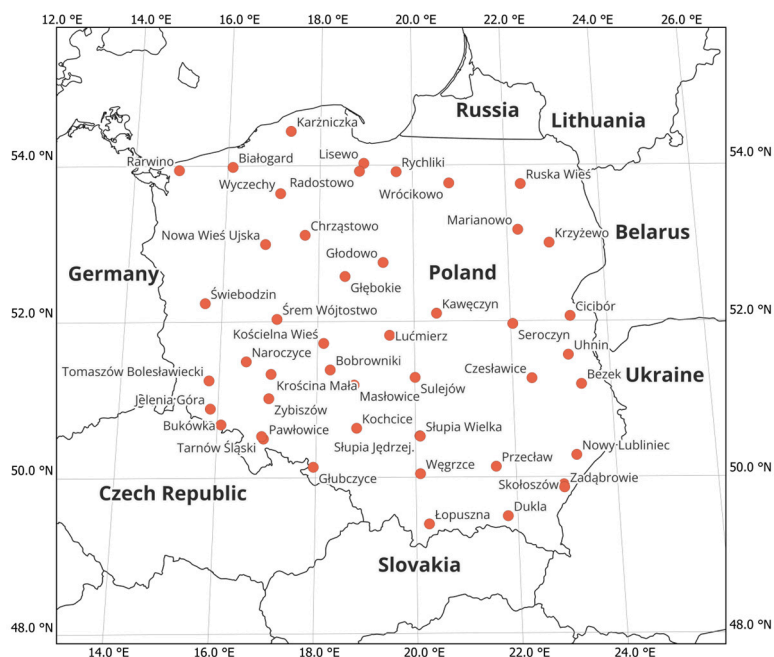 12.0 °E 14.0 °E 16.0 °E 18.0 °E 20.0 °E 22.0 °E 24.0 °E 26.0 °E
Karżniczka
Russia
Lithuania
54.0 °N
54.0 °N
Rarwino
Białogard
Lisewo
Rychliki
Wyczechy
Radostowo
Wrócikowo
Ruska Wieś
Marianowo
Chrząstowo
Nowa Wieś Ujska
Krzyżewo
Belarus
Głodowo
Germany
Poland
Głębokie
Świebodzin
Kawęczyn
Cicibór
52.0 °N
52.0 °N
Śrem Wójtostwo
Kościelna Wieś
Lućmierz
Seroczyn
Uhnin
Naroczyce
Bobrowniki
Tomaszów Bolesławiecki
Czesławice
Bezek
Ukraine
Krościna Mała
Masłowice
Sulejów
Jelenia Góra
Zybiszów
Bukówka
Pawłowice
Kochcice
Słupia Wielka
Tarnów Śląski
Słupia Jędrzej.
Nowy Lubliniec
50.0 °N
50.0 °N
Głubczyce
Węgrzce
Przecław
Skołoszów
Zadąbrowie
Czech Republic
Łopuszna
Dukla
Slovakia
48.0 °N
48.0 °N
14.0 °E 16.0 °E 18.0 °E 20.0 °E 22.0 °E 24.0 °E